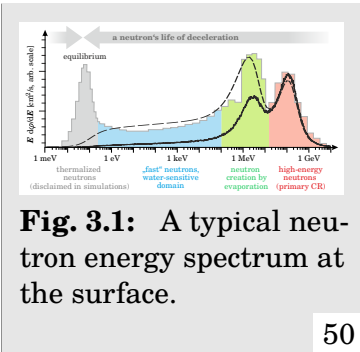 a neutron's life of deceleration
equilibrium
E dφ/dE [cm²/s, arb. scale]
1 meV 1 eV 1 keV 1 MeV 1 GeV
thermalized
neutrons
(disclaimed in simulations)
„fast“ neutrons,
water-sensitive
domain
neutron
creation by
evaporation
high-energy
neutrons
(primary CR)
Fig. 3.1: A typical neu-
tron energy spectrum at
the surface.
50